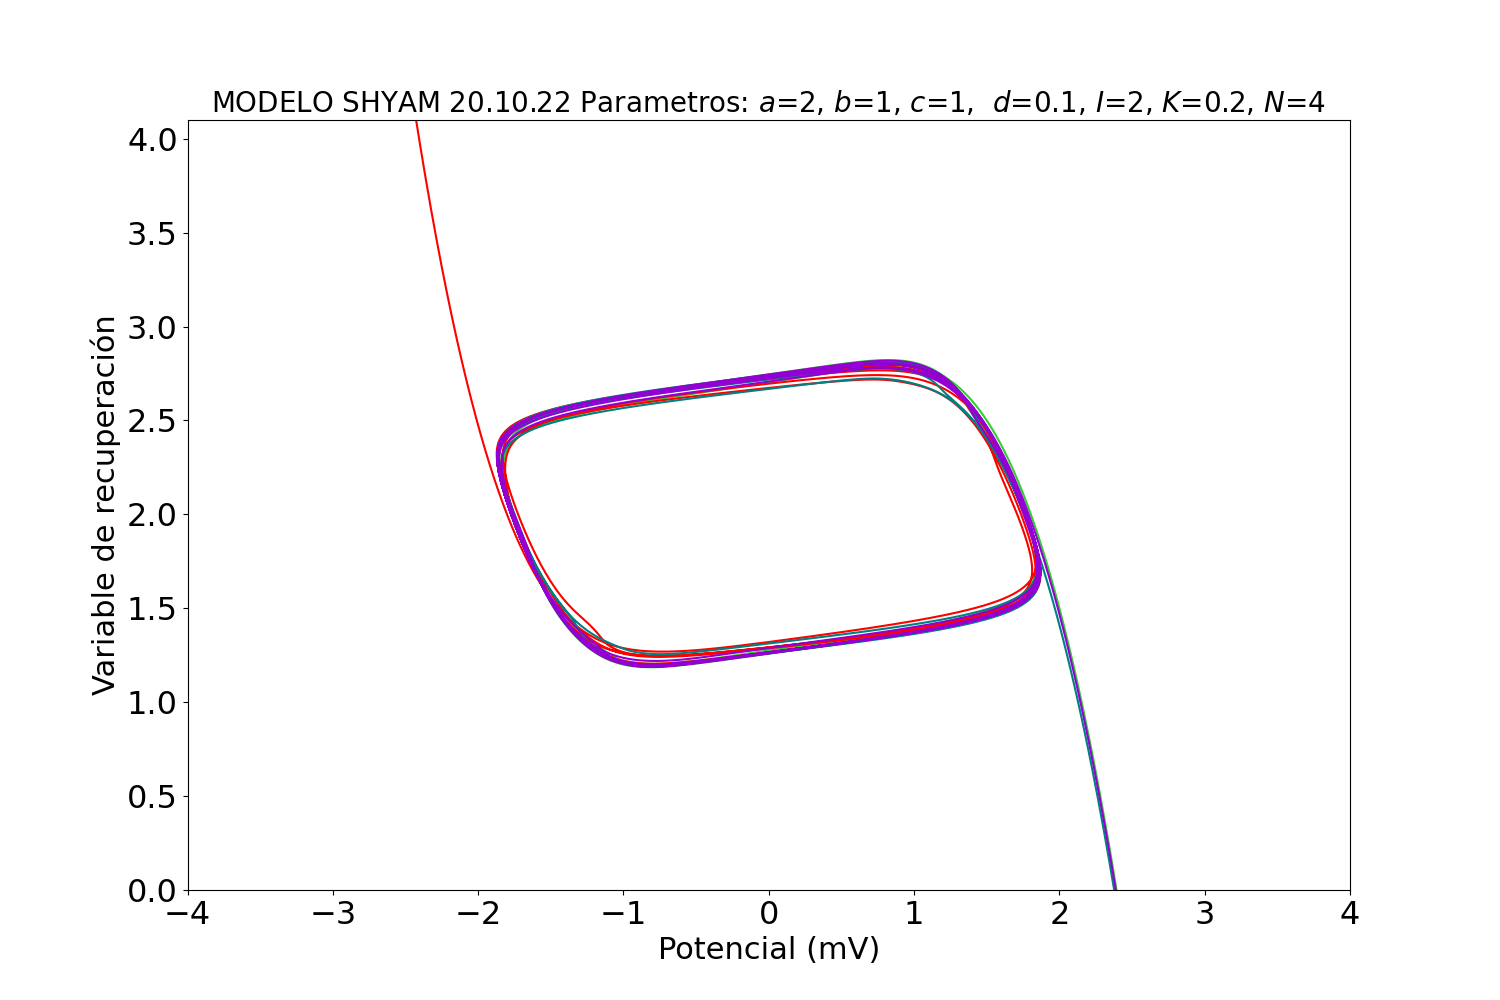 MODELO SHYAM 20.10.22 Parametros: a=2, b=1, c=1,  d=0.1, I=2, K=0.2, N=4
4.0
3.5
3.0
2.5
2.0
1.5
1.0
0.5
0.0
Variable de recuperación
−4 −3 −2 −1 0 1 2 3 4
Potencial (mV)